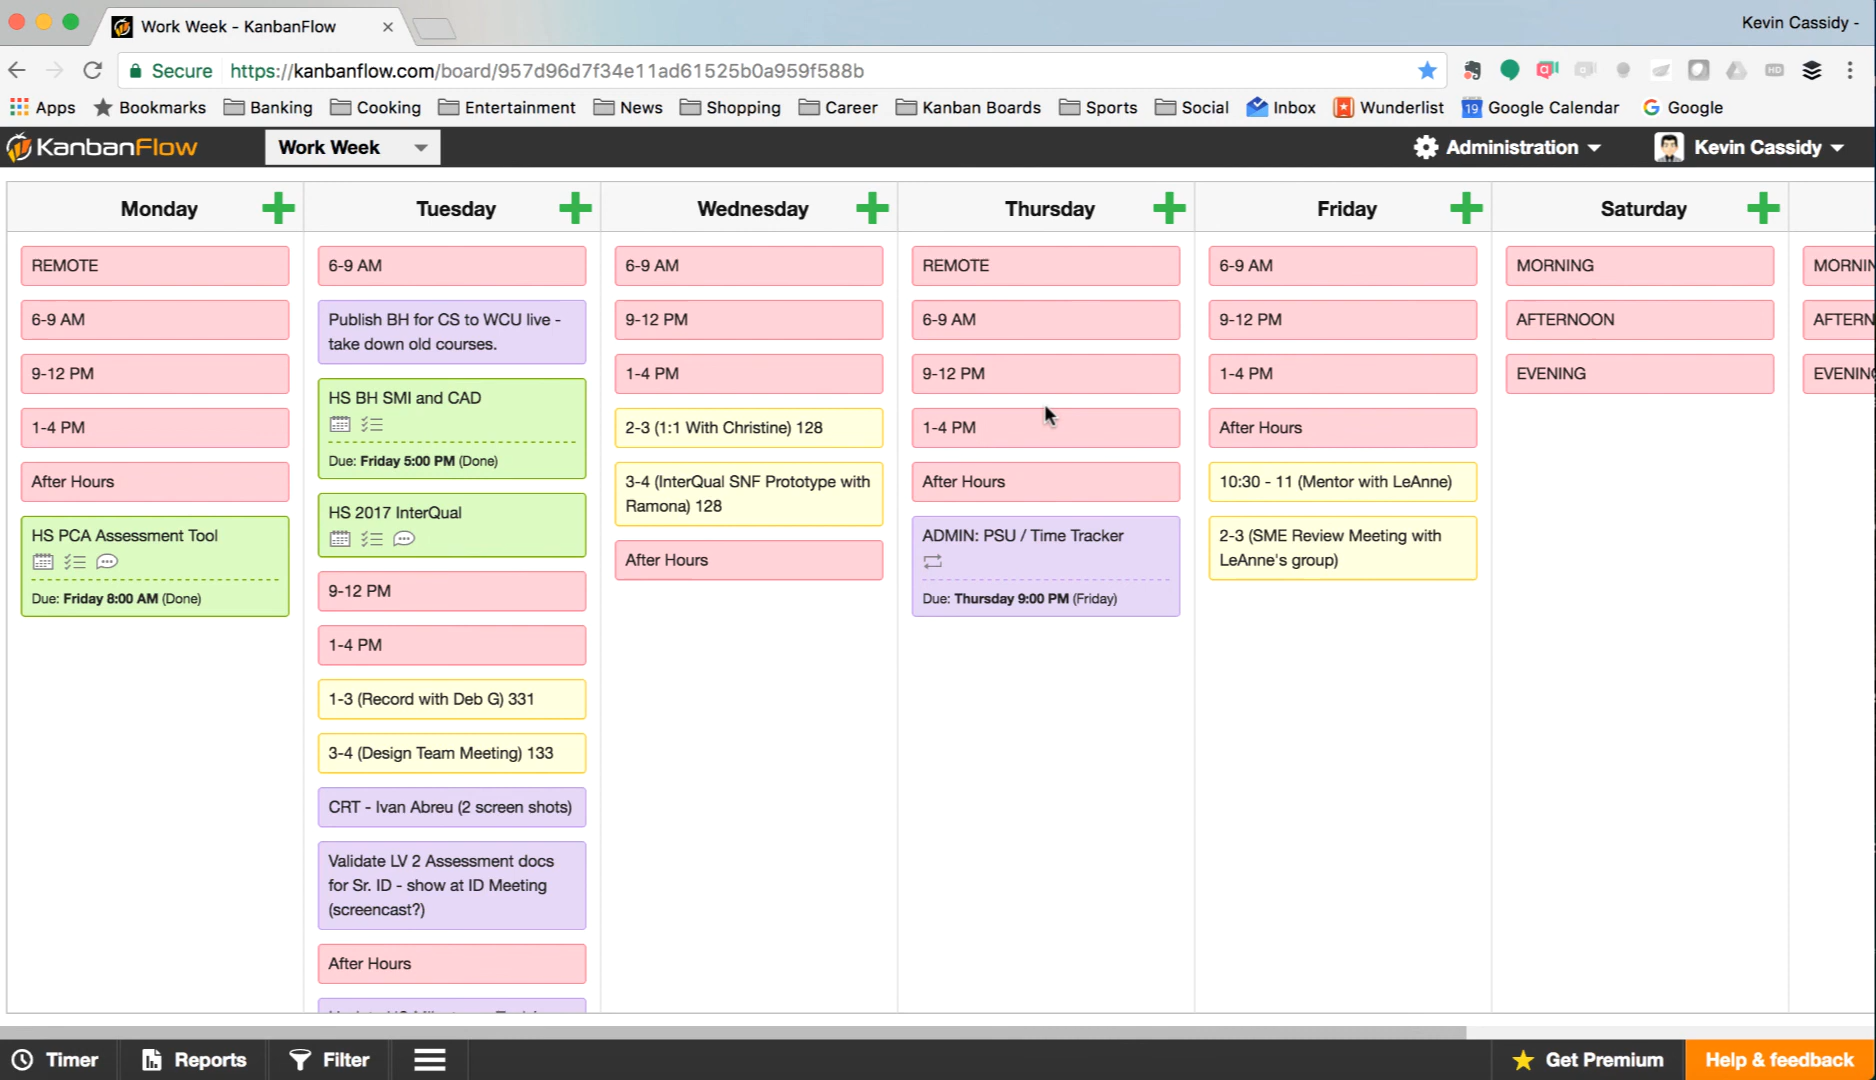 Work Week - KanbanFlow
Kevin Cassidy -
Secure https://kanbanflow.com/board/957d96d7f34e11ad61525b0a959f588b
Apps Bookmarks Banking Cooking Entertainment News Shopping Career Kanban Boards Sports Social Inbox Wunderlist 19 Google Calendar Google
KanbanFlow Work Week Administration Kevin Cassidy
Monday
REMOTE
6-9 AM
9-12 PM
1-4 PM
After Hours
HS PCA Assessment Tool
Due: Friday 8:00 AM (Done)
Tuesday
6-9 AM
Publish BH for CS to WCU live -
take down old courses.
HS BH SMI and CAD
Due: Friday 5:00 PM (Done)
HS 2017 InterQual
9-12 PM
1-4 PM
1-3 (Record with Deb G) 331
3-4 (Design Team Meeting) 133
CRT - Ivan Abreu (2 screen shots)
Validate LV 2 Assessment docs
for Sr. ID - show at ID Meeting
(screencast?)
After Hours
Wednesday
6-9 AM
9-12 PM
1-4 PM
2-3 (1:1 With Christine) 128
3-4 (InterQual SNF Prototype with
Ramona) 128
After Hours
Thursday
REMOTE
6-9 AM
9-12 PM
1-4 PM
After Hours
ADMIN: PSU / Time Tracker
Due: Thursday 9:00 PM (Friday)
Friday
6-9 AM
9-12 PM
1-4 PM
After Hours
10:30 - 11 (Mentor with LeAnne)
2-3 (SME Review Meeting with
LeAnne's group)
Saturday
MORNING
AFTERNOON
EVENING
MORNIN
AFTERN
EVENING
Timer Reports Filter Get Premium Help & feedback